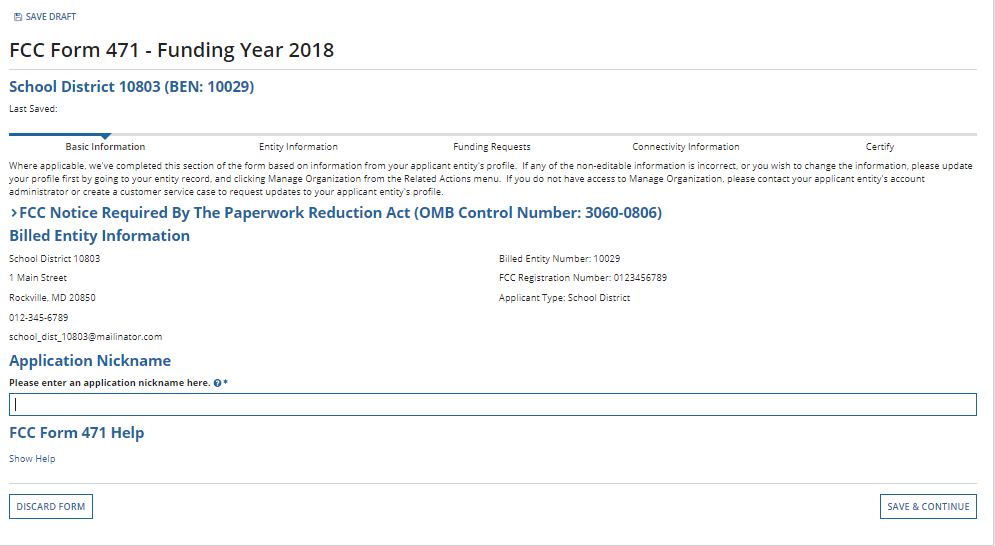 SAVE DRAFT
FCC Form 471 - Funding Year 2018
School District 10803 (BEN: 10029)
Last Saved:
Basic Information Entity Information Funding Requests Connectivity Information Certify
Where applicable, we've completed this section of the form based on information from your applicant entity's profile. If any of the non-editable information is incorrect, or you wish to change the information, please update
your profile first by going to your entity record, and clicking Manage Organization from the Related Actions menu. If you do not have access to Manage Organization, please contact your applicant entity's account
administrator or create a customer service case to request updates to your applicant entity's profile.
>FCC Notice Required By The Paperwork Reduction Act (OMB Control Number: 3060-0806)
Billed Entity Information
School District 10803 Billed Entity Number: 10029
1 Main Street FCC Registration Number: 0123456789
Rockville, MD 20850 Applicant Type: School District
012-345-6789
school_dist_10803@mailinator.com
Application Nickname
Please enter an application nickname here. ?*
FCC Form 471 Help
Show Help
DISCARD FORM SAVE & CONTINUE